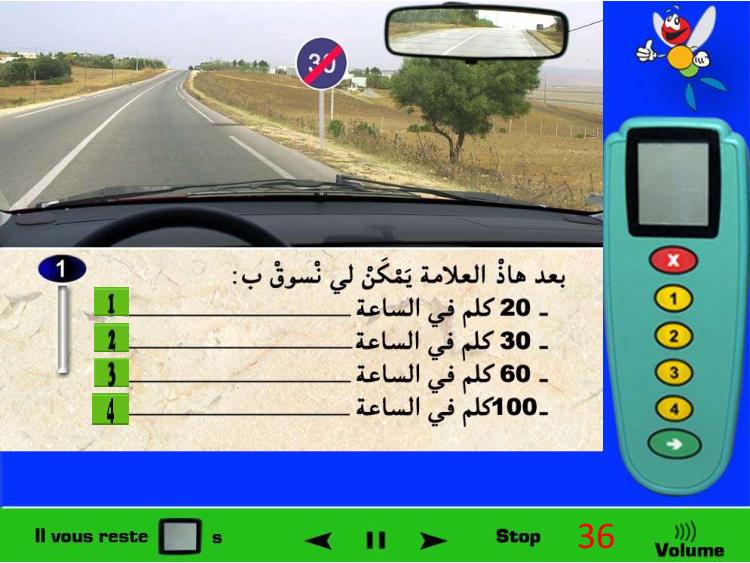 30
1
بعد هاذْ العلامة يَمْكَنْ لي نْسوقْ ب:
ـ 20 كلم في الساعة 1
ـ 30 كلم في الساعة 2
ـ 60 كلم في الساعة 3
ـ 100كلم في الساعة 4
X
1
2
3
4
Il vous reste s
Stop
36
Volume